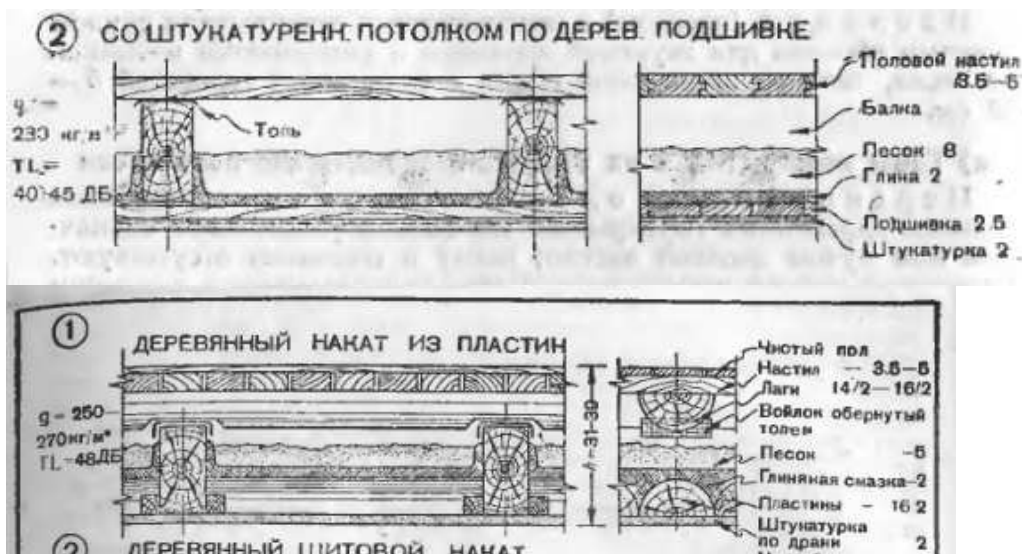 ② СО ШТУКАТУРЕНН. ПОТОЛКОМ ПО ДЕРЕВ. ПОДШИВКЕ
g =
230 кг/м²
TL =
40-45 ДБ
Толь
Половой настил
3.5–5
Балка
Песок 8
Глина 2
Подшивка 2.5
Штукатурка 2
① ДЕРЕВЯННЫЙ НАКАТ ИЗ ПЛАСТИН
g - 250-
270кг/м²
TL-48ДБ
h-31-39
Чистый пол
Настил — 3.5–5
Лаги 14/2–16/2
Войлок обернутый
толем
Песок -5
Глиняная смазка-2
Пластины - 16 2
Штукатурка
по драни 2
② ДЕРЕВЯННЫЙ ЩИТОВОЙ НАКАТ